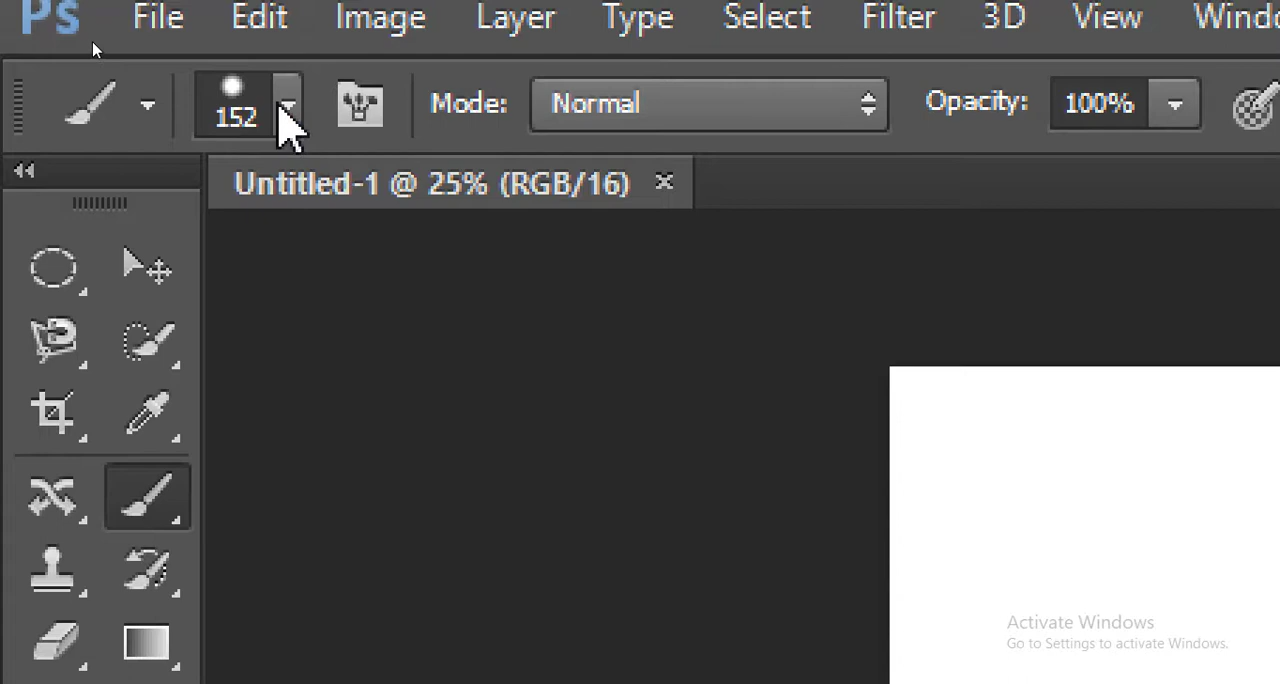 Ps File Edit Image Layer Type Select Filter 3D View
152 Mode: Normal Opacity: 100%
Untitled-1 @ 25% (RGB/16) ×
Activate Windows
Go to Settings to activate Windows.